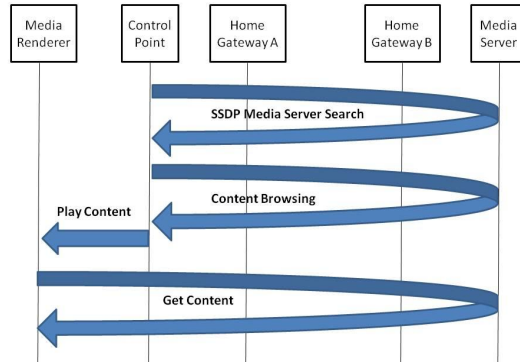 Media
Renderer
Control
Point
Home
Gateway A
Home
Gateway B
Media
Server
SSDP Media Server Search
Content Browsing
Play Content
Get Content